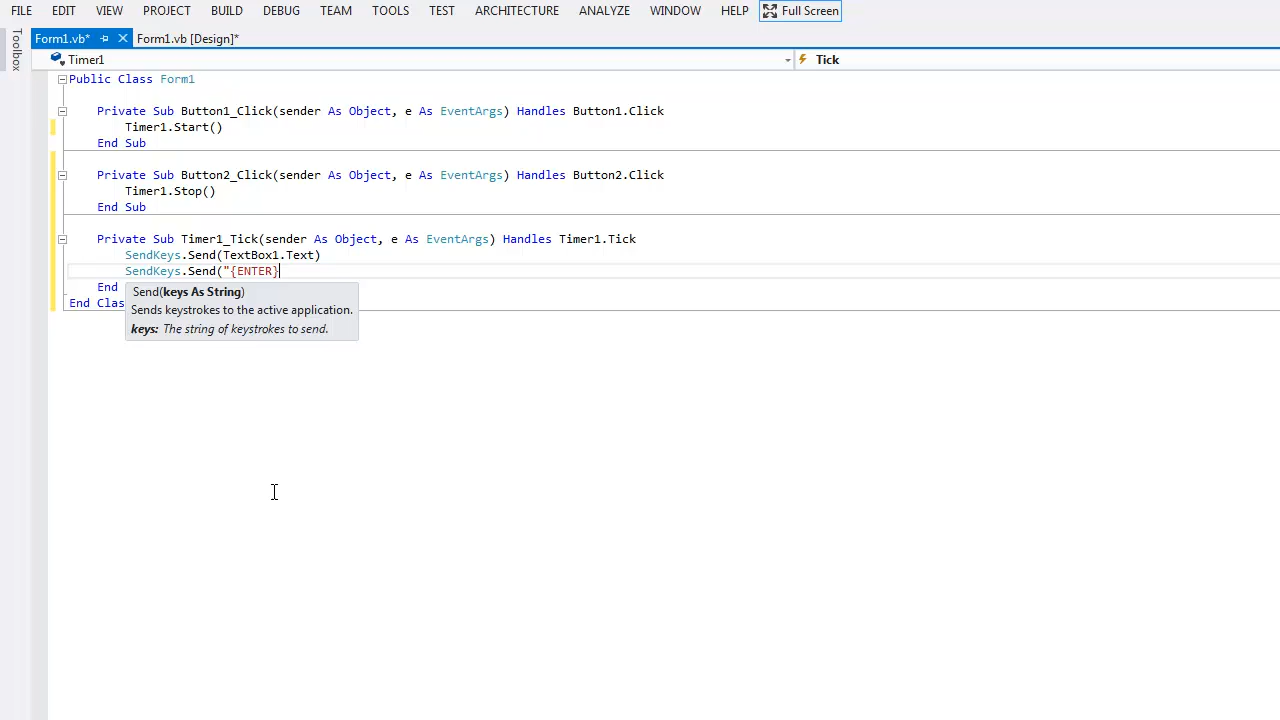 FILE EDIT VIEW PROJECT BUILD DEBUG TEAM TOOLS TEST ARCHITECTURE ANALYZE WINDOW HELP Full Screen
Toolbox
Form1.vb* Form1.vb [Design]*
Timer1 Tick
Public Class Form1
Private Sub Button1_Click(sender As Object, e As EventArgs) Handles Button1.Click
Timer1.Start()
End Sub
Private Sub Button2_Click(sender As Object, e As EventArgs) Handles Button2.Click
Timer1.Stop()
End Sub
Private Sub Timer1_Tick(sender As Object, e As EventArgs) Handles Timer1.Tick
SendKeys.Send(TextBox1.Text)
SendKeys.Send("{ENTER}
End
Send(keys As String)
End Clas
Sends keystrokes to the active application.
keys: The string of keystrokes to send.